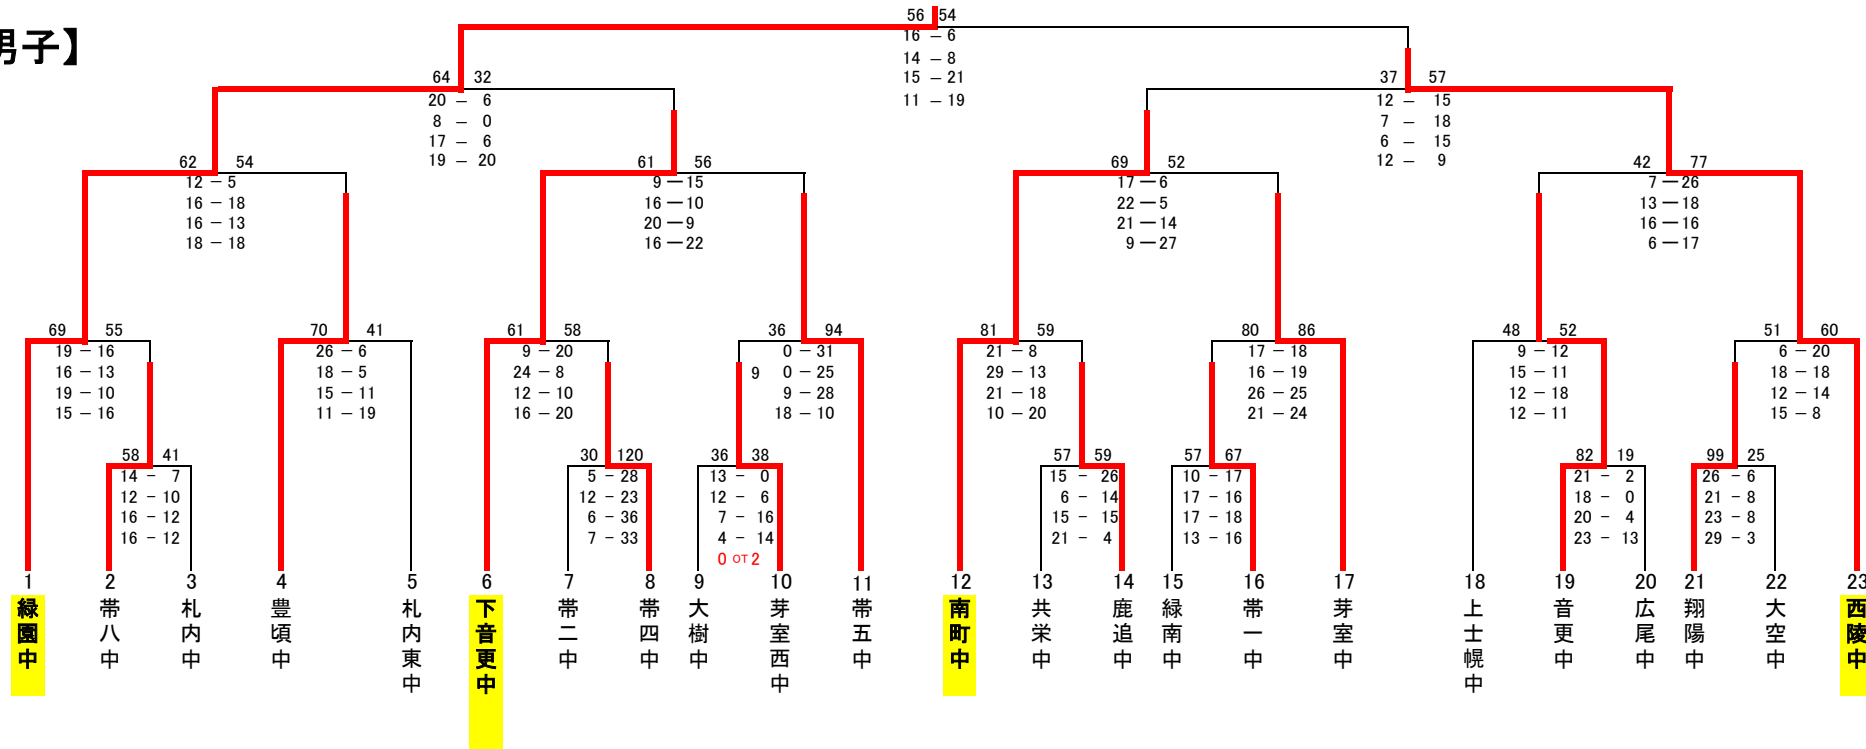 男子】
56 54
16 – 6
14 – 8
15 – 21
11 – 19
64 32
20 – 6
8 – 0
17 – 6
19 – 20
37 57
12 – 15
7 – 18
6 – 15
12 – 9
62 54
12 – 5
16 – 18
16 – 13
18 – 18
61 56
9 – 15
16 – 10
20 – 9
16 – 22
69 52
17 – 6
22 – 5
21 – 14
9 – 27
42 77
7 – 26
13 – 18
16 – 16
6 – 17
69 55
19 – 16
16 – 13
19 – 10
15 – 16
70 41
26 – 6
18 – 5
15 – 11
11 – 19
61 58
9 – 20
24 – 8
12 – 10
16 – 20
36 94
0 – 31
9 0 – 25
9 – 28
18 – 10
81 59
21 – 8
29 – 13
21 – 18
10 – 20
80 86
17 – 18
16 – 19
26 – 25
21 – 24
48 52
9 – 12
15 – 11
12 – 18
12 – 11
51 60
6 – 20
18 – 18
12 – 14
15 – 8
58 41
14 – 7
12 – 10
16 – 12
16 – 12
30 120
5 – 28
12 – 23
6 – 36
7 – 33
36 38
13 – 0
12 – 6
7 – 16
4 – 14
0 OT 2
57 59
15 – 26
6 – 14
15 – 15
21 – 4
57 67
10 – 17
17 – 16
17 – 18
13 – 16
82 19
21 – 2
18 – 0
20 – 4
23 – 13
99 25
26 – 6
21 – 8
23 – 8
29 – 3
1 緑園中
2 帯八中
3 札内中
4 豊頃中
5 札内東中
6 下音更中
7 帯二中
8 帯四中
9 大樹中
10 芽室西中
11 帯五中
12 南町中
13 共栄中
14 鹿追中
15 緑南中
16 帯一中
17 芽室中
18 上士幌中
19 音更中
20 広尾中
21 翔陽中
22 大空中
23 西陵中